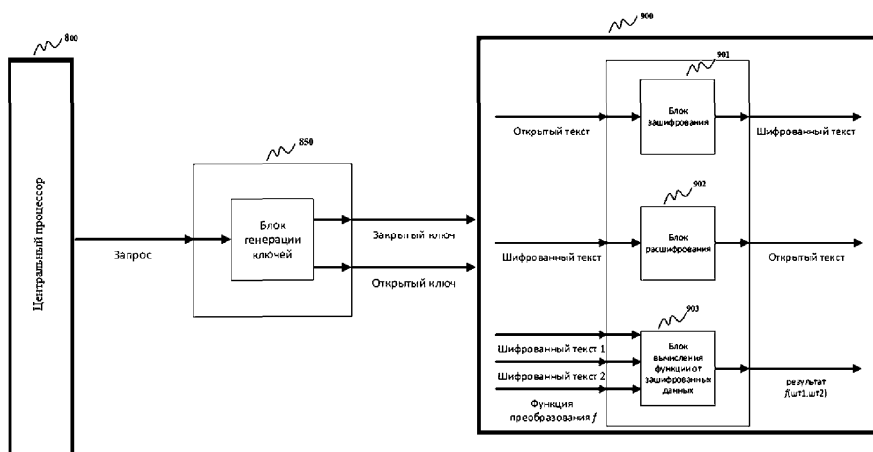 800
Центральный процессор
Запрос
850
Блок
генерации
ключей
Закрытый ключ
Открытый ключ
900
901
Открытый текст
Блок
зашифрования
Шифрованный текст
902
Шифрованный текст
Блок
расшифрования
Открытый текст
903
Шифрованный текст 1
Шифрованный текст 2
Функция
преобразования f
Блок
вычисления
функции от
зашифрованных
данных
результат
f(шт1,шт2)